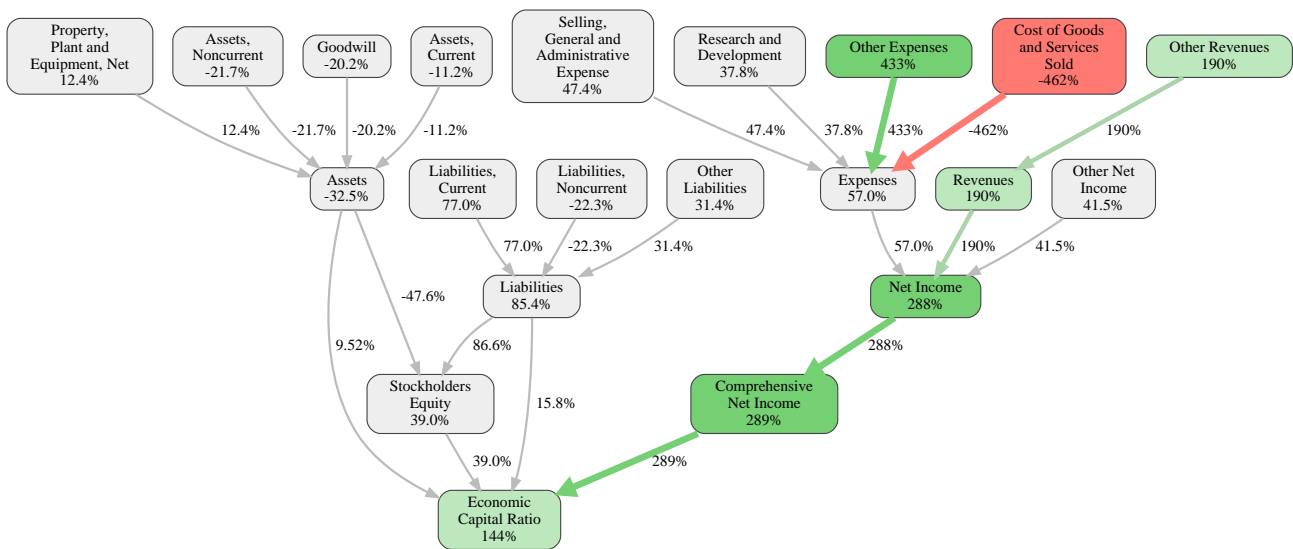 Property,
Plant and
Equipment, Net
12.4%
Assets,
Noncurrent
-21.7%
Goodwill
-20.2%
Assets,
Current
-11.2%
Selling,
General and
Administrative
Expense
47.4%
Research and
Development
37.8%
Other Expenses
433%
Cost of Goods
and Services
Sold
-462%
Other Revenues
190%
12.4%
-21.7%
-20.2%
-11.2%
47.4%
37.8%
433%
-462%
190%
Assets
-32.5%
Liabilities,
Current
77.0%
Liabilities,
Noncurrent
-22.3%
Other
Liabilities
31.4%
Expenses
57.0%
Revenues
190%
Other Net
Income
41.5%
77.0%
-22.3%
31.4%
57.0%
190%
41.5%
-47.6%
Liabilities
85.4%
Net Income
288%
9.52%
86.6%
288%
Stockholders
Equity
39.0%
15.8%
Comprehensive
Net Income
289%
39.0%
289%
Economic
Capital Ratio
144%